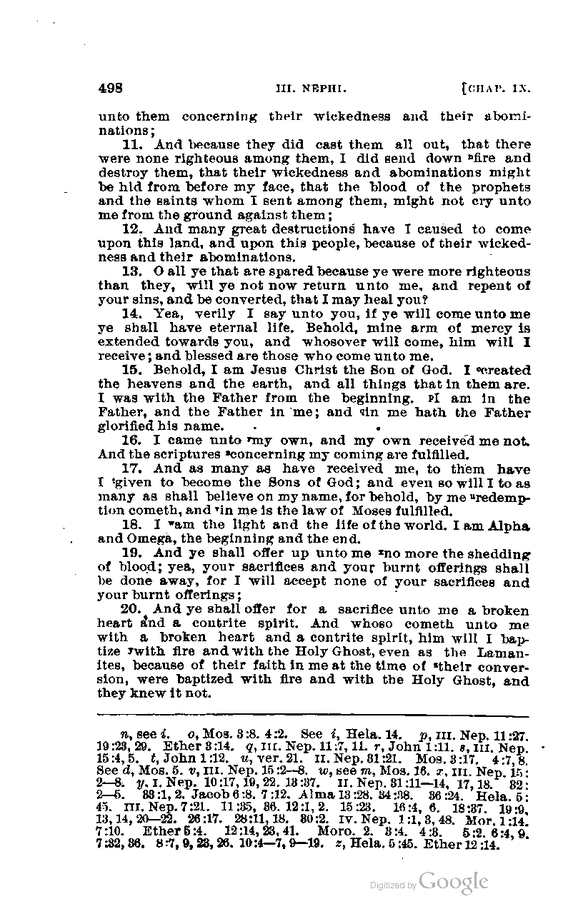 498 III. NEPHI. [CHAP. IX.
unto them concerning their wickedness and their abomi-
nations;
11. And because they did cast them all out, that there
were none righteous among them, I did send down ⁿfire and
destroy them, that their wickedness and abominations might
be hid from before my face, that the blood of the prophets
and the saints whom I sent among them, might not cry unto
me from the ground against them;
12. And many great destructions have I caused to come
upon this land, and upon this people, because of their wicked-
ness and their abominations.
13. O all ye that are spared because ye were more righteous
than they, will ye not now return unto me, and repent of
your sins, and be converted, that I may heal you?
14. Yea, verily I say unto you, if ye will come unto me
ye shall have eternal life. Behold, mine arm of mercy is
extended towards you, and whosover will come, him will I
receive; and blessed are those who come unto me.
15. Behold, I am Jesus Christ the Son of God. I ᵒcreated
the heavens and the earth, and all things that in them are.
I was with the Father from the beginning. ᵖI am in the
Father, and the Father in me; and qin me hath the Father
glorified his name.
16. I came unto ʳmy own, and my own received me not.
And the scriptures ˢconcerning my coming are fulfilled.
17. And as many as have received me, to them have
I ᵗgiven to become the Sons of God; and even so will I to as
many as shall believe on my name, for behold, by me ᵘredemp-
tion cometh, and ᵛin me is the law of Moses fulfilled.
18. I ʷam the light and the life of the world. I am Alpha
and Omega, the beginning and the end.
19. And ye shall offer up unto me ˣno more the shedding
of blood; yea, your sacrifices and your burnt offerings shall
be done away, for I will accept none of your sacrifices and
your burnt offerings;
20. And ye shall offer for a sacrifice unto me a broken
heart and a contrite spirit. And whoso cometh unto me
with a broken heart and a contrite spirit, him will I bap-
tize ʸwith fire and with the Holy Ghost, even as the Laman-
ites, because of their faith in me at the time of ᶻtheir conver-
sion, were baptized with fire and with the Holy Ghost, and
they knew it not.
n, see i. o, Mos. 3:8. 4:2. See i, Hela. 14. p, III. Nep. 11:27.
19:23, 29. Ether 3:14. q, III. Nep. 11:7, 11. r, John 1:11. s, III. Nep.
15:4, 5. t, John 1:12. u, ver. 21. II. Nep. 31:21. Mos. 3:17. 4:7, 8.
See d, Mos. 5. v, III. Nep. 15:2—8. w, see m, Mos. 16. x, III. Nep. 15:
2—8. y, I. Nep. 10:17, 19, 22. 13:37. II. Nep. 31:11—14, 17, 18. 32:
2—5. 33:1, 2. Jacob 6:8. 7:12. Alma 13:28. 34:38. 36:24. Hela. 5:
45. III. Nep. 7:21. 11:35, 36. 12:1, 2. 15:23. 16:4, 6. 18:37. 19:9,
13, 14, 20—22. 26:17. 28:11, 18. 30:2. IV. Nep. 1:1, 3, 48. Mor. 1:14.
7:10. Ether 5:4. 12:14, 23, 41. Moro. 2. 3:4. 4:3. 5:2. 6:4, 9.
7:32, 36. 8:7, 9, 23, 26. 10:4—7, 9—19. z, Hela. 5:45. Ether 12:14.
Digitized by Google